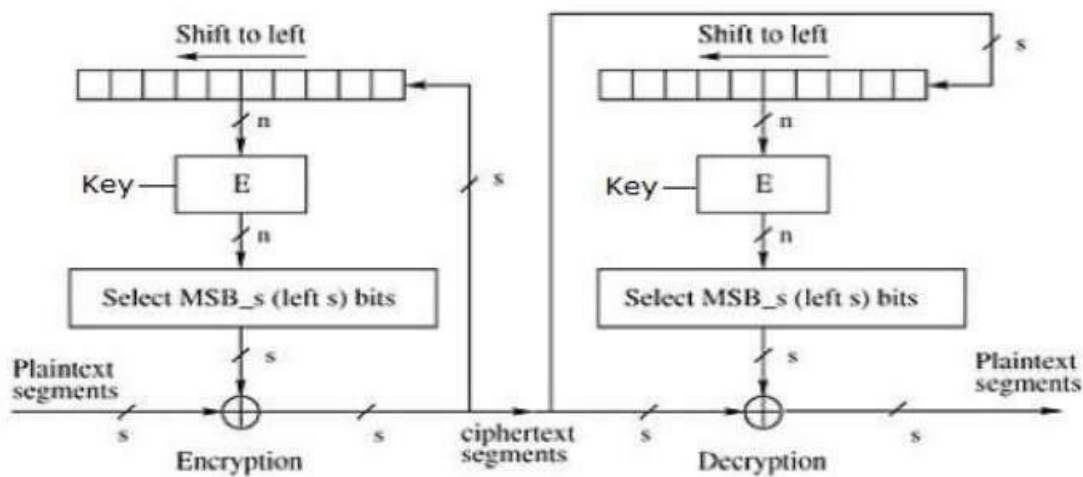 Shift to left
Shift to left
s
n
n
Key
E
s
Key
E
n
n
Select MSB_s (left s) bits
Select MSB_s (left s) bits
s
s
Plaintext
segments
Plaintext
segments
s
s
ciphertext
segments
s
s
Encryption
Decryption